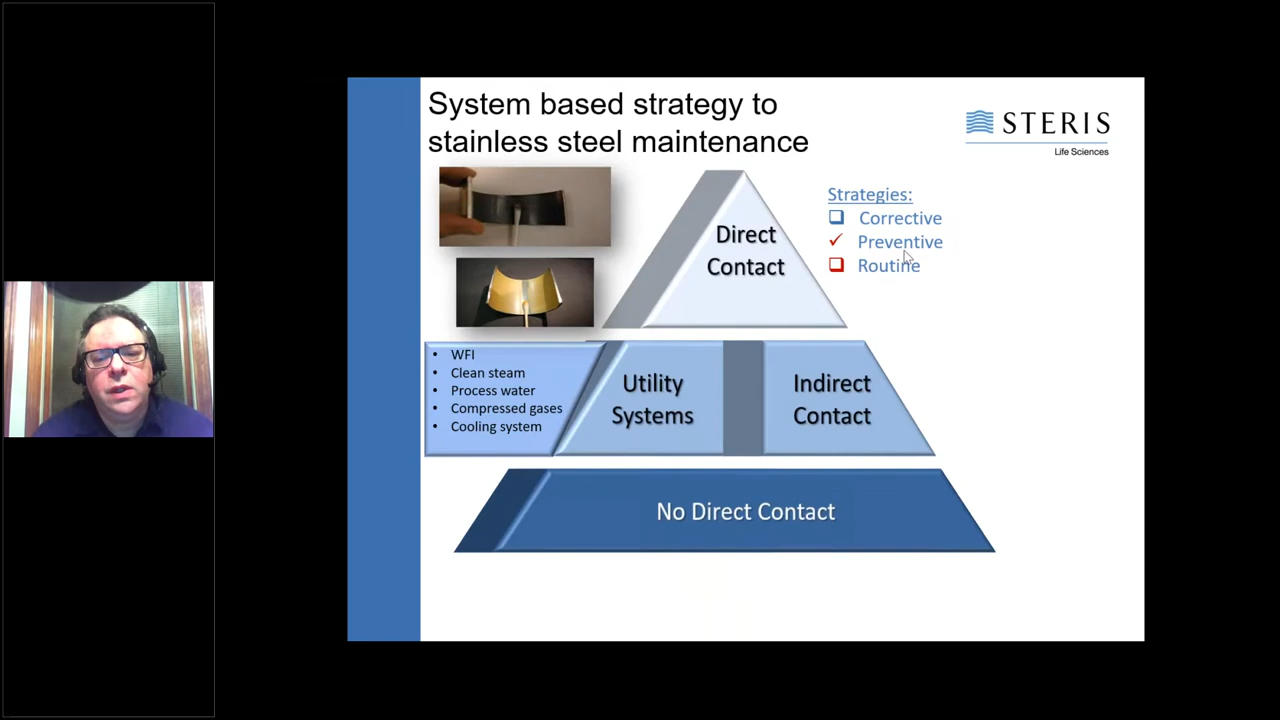 System based strategy to
stainless steel maintenance
STERIS
Life Sciences
Strategies:
Corrective
Preventive
Routine
Direct
Contact
WFI
Clean steam
Process water
Compressed gases
Cooling system
Utility
Systems
Indirect
Contact
No Direct Contact